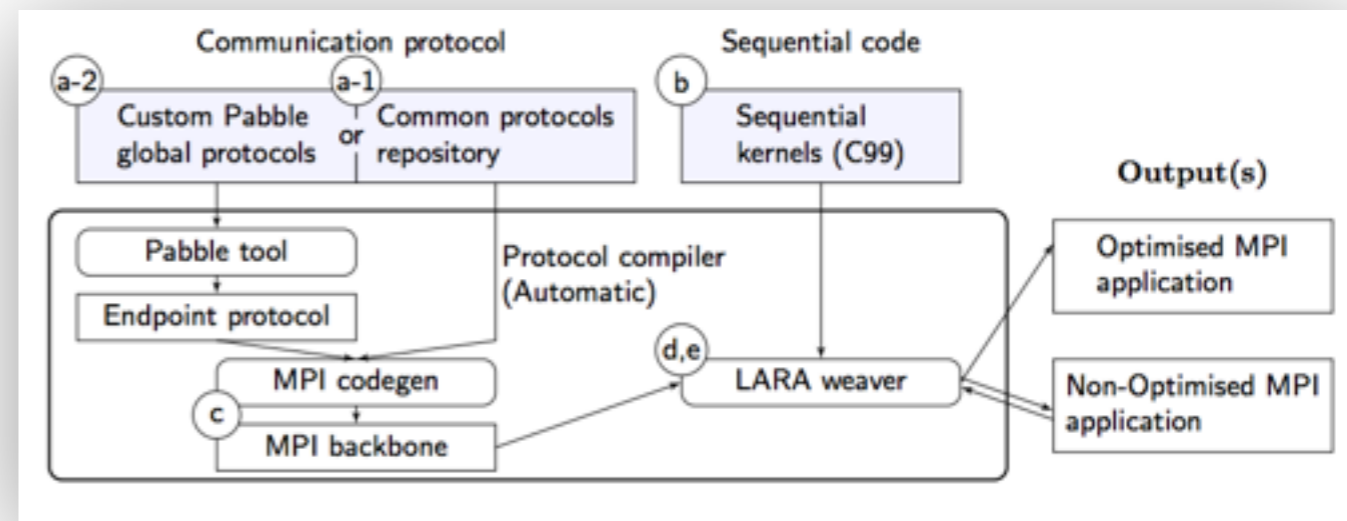 Communication protocol
Sequential code
a-2
a-1
b
Custom Pabble
global protocols
or
Common protocols
repository
Sequential
kernels (C99)
Output(s)
Pabble tool
Protocol compiler
(Automatic)
Optimised MPI
application
Endpoint protocol
d,e
MPI codegen
LARA weaver
Non-Optimised MPI
application
c
MPI backbone